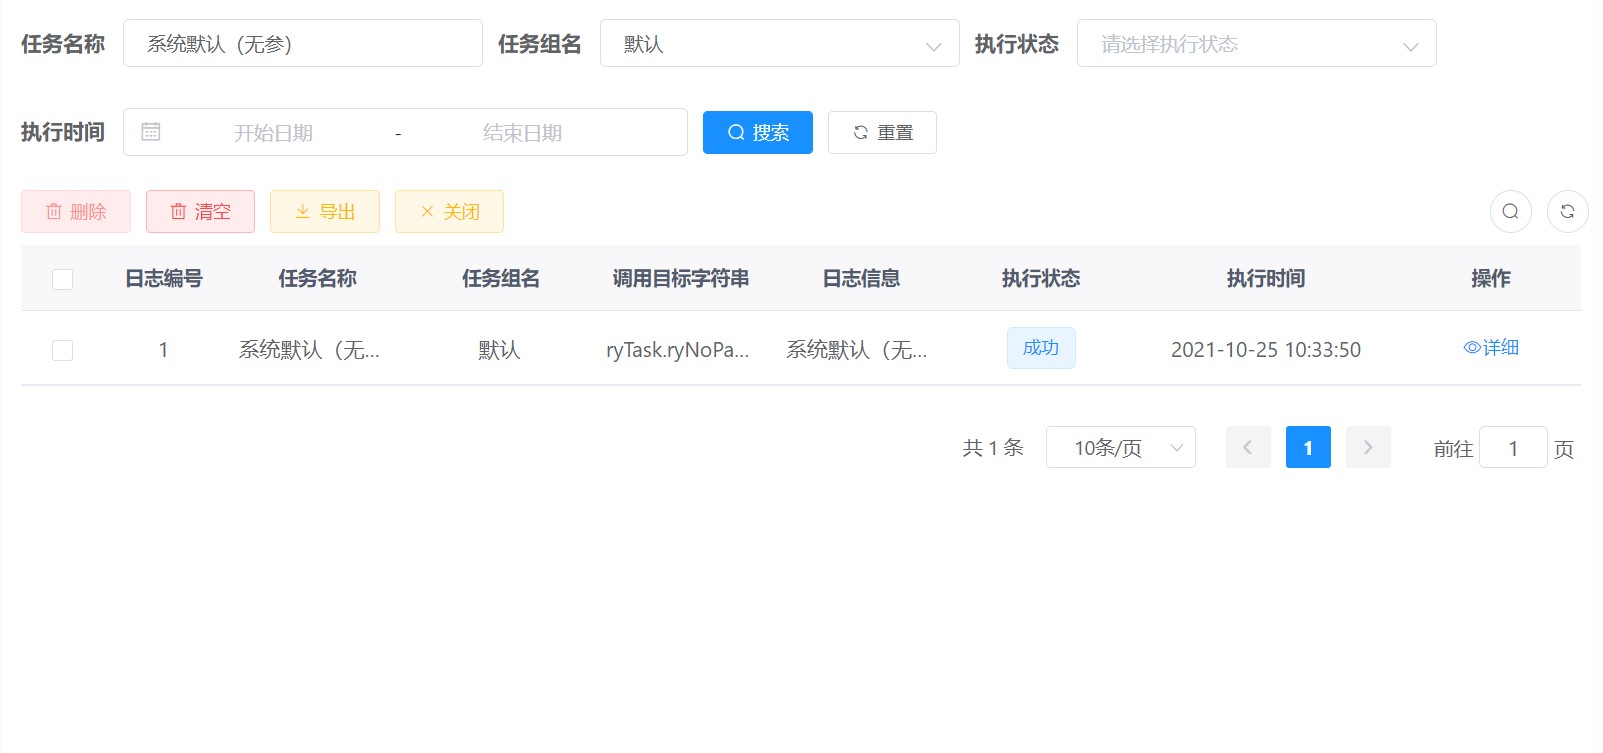 任务名称 系统默认（无参） 任务组名 默认 执行状态 请选择执行状态
执行时间 开始日期 - 结束日期 搜索 重置
删除 清空 导出 关闭
日志编号 任务名称 任务组名 调用目标字符串 日志信息 执行状态 执行时间 操作
1 系统默认（无... 默认 ryTask.ryNoPa... 系统默认（无... 成功 2021-10-25 10:33:50 详细
共 1 条 10条/页 1 前往 1 页